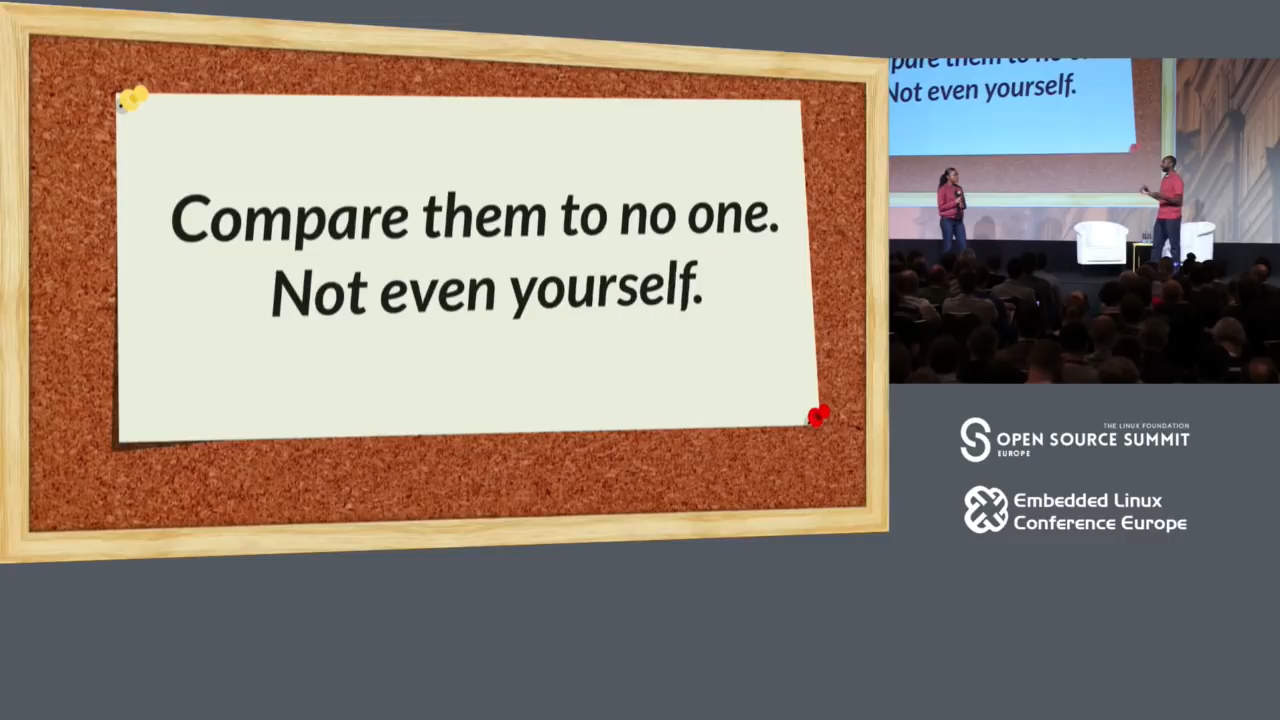 Compare them to no one.
Not even yourself.
pare them to no
Not even yourself.
THE LINUX FOUNDATION
OPEN SOURCE SUMMIT
EUROPE
Embedded Linux
Conference Europe